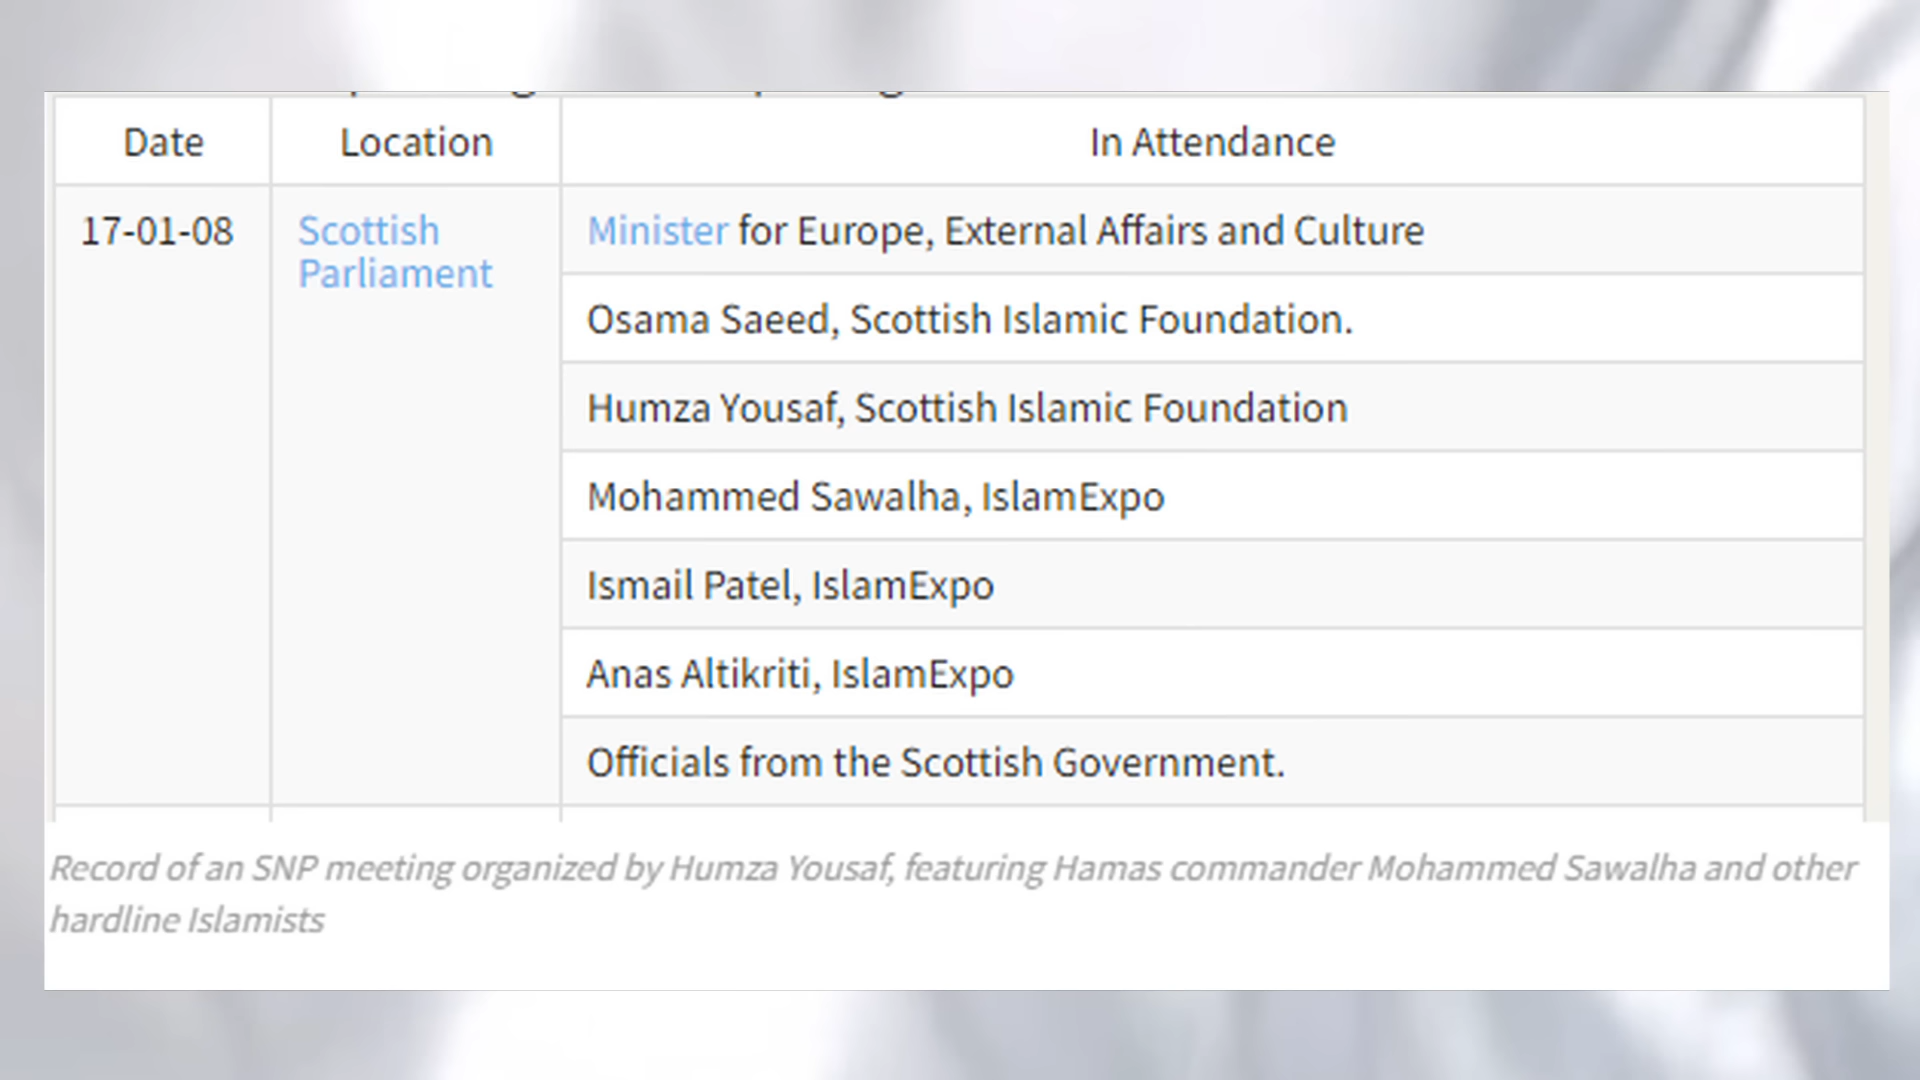 Date Location In Attendance
17-01-08 Scottish Parliament Minister for Europe, External Affairs and Culture
Osama Saeed, Scottish Islamic Foundation.
Humza Yousaf, Scottish Islamic Foundation
Mohammed Sawalha, IslamExpo
Ismail Patel, IslamExpo
Anas Altikriti, IslamExpo
Officials from the Scottish Government.
Record of an SNP meeting organized by Humza Yousaf, featuring Hamas commander Mohammed Sawalha and other
hardline Islamists